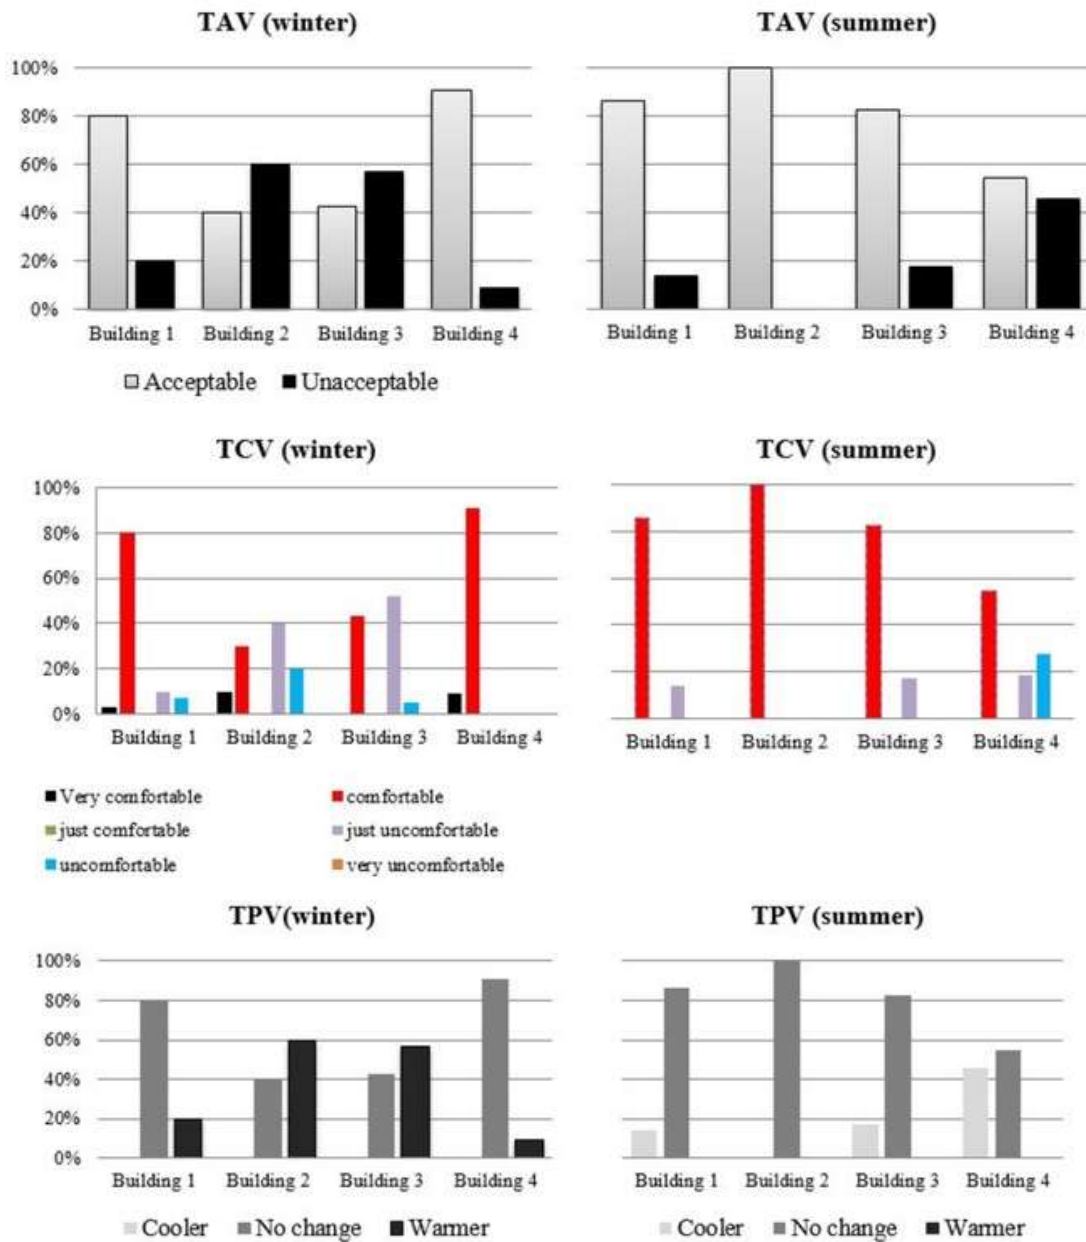 TAV (winter)
TAV (summer)
100%
80%
60%
40%
20%
0%
Building 1 Building 2 Building 3 Building 4
Building 1 Building 2 Building 3 Building 4
Acceptable Unacceptable
TCV (winter)
TCV (summer)
100%
80%
60%
40%
20%
0%
Building 1 Building 2 Building 3 Building 4
Building 1 Building 2 Building 3 Building 4
Very comfortable comfortable
just comfortable just uncomfortable
uncomfortable very uncomfortable
TPV(winter)
TPV (summer)
100%
80%
60%
40%
20%
0%
Building 1 Building 2 Building 3 Building 4
Building 1 Building 2 Building 3 Building 4
Cooler No change Warmer
Cooler No change Warmer